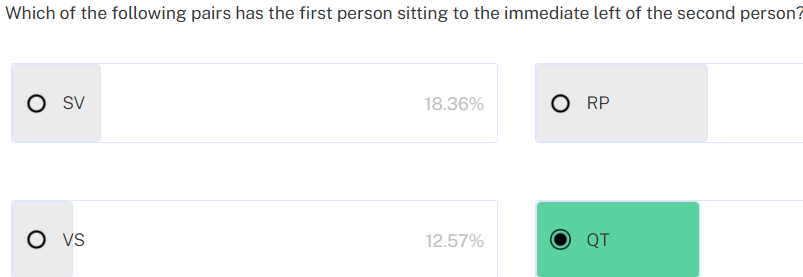 Which of the following pairs has the first person sitting to the immediate left of the second person?
SV 18.36% RP
VS 12.57% QT